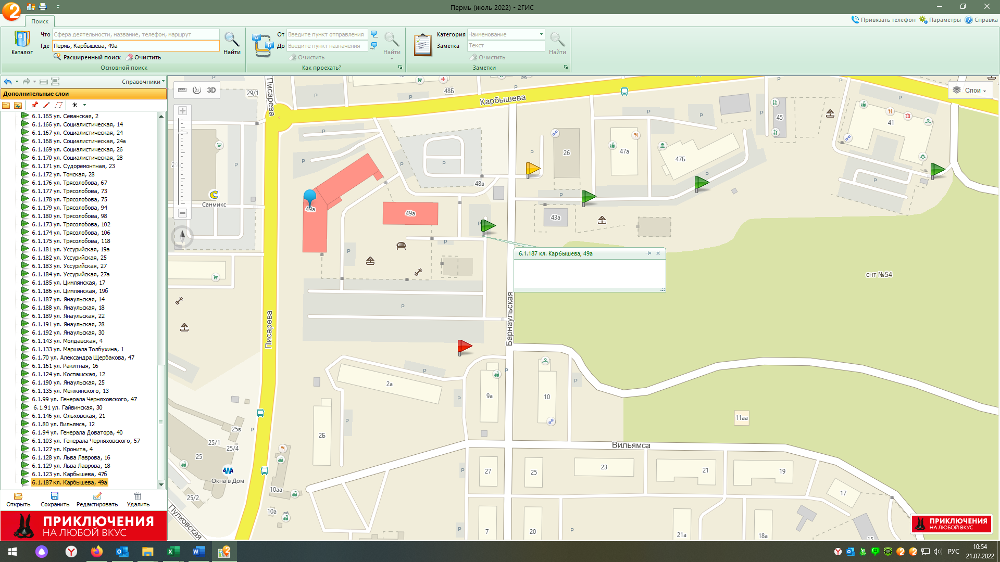 Пермь (июль 2022) - 2ГИС
Поиск
Привязать телефон
Параметры
Справка
Каталог
Что
Сфера деятельности, название, телефон, маршрут
Где
Пермь, Карбышева, 49а
Расширенный поиск
Очистить
Найти
Основной поиск
От
Введите пункт отправления
До
Введите пункт назначения
Очистить
Найти
Как проехать?
Категория
Наименование
Заметка
Текст
Очистить
Найти
Заметки
Справочники
Дополнительные слои
6.1.165 ул. Севанская, 2
6.1.166 ул. Социалистическая, 14
6.1.167 ул. Социалистическая, 24
6.1.168 ул. Социалистическая, 24а
6.1.169 ул. Социалистическая, 26
6.1.170 ул. Социалистическая, 28
6.1.171 ул. Судоремонтная, 23
6.1.172 ул. Томская, 28
6.1.176 ул. Трясолобова, 67
6.1.177 ул. Трясолобова, 73
6.1.178 ул. Трясолобова, 75
6.1.179 ул. Трясолобова, 94
6.1.180 ул. Трясолобова, 98
6.1.173 ул. Трясолобова, 102
6.1.174 ул. Трясолобова, 106
6.1.175 ул. Трясолобова, 118
6.1.181 ул. Уссурийская, 19а
6.1.182 ул. Уссурийская, 25
6.1.183 ул. Уссурийская, 27
6.1.184 ул. Уссурийская, 27а
6.1.185 ул. Цимлянская, 17
6.1.186 ул. Цимлянская, 19б
6.1.187 ул. Янаульская, 14
6.1.188 ул. Янаульская, 18
6.1.189 ул. Янаульская, 22
6.1.191 ул. Янаульская, 28
6.1.192 ул. Янаульская, 30
6.1.143 ул. Молдавская, 4
6.1.133 ул. Маршала Толбухина, 1
6.1.70 ул. Александра Щербакова, 47
6.1.161 ул. Ракитная, 16
6.1.124 ул. Коспашская, 12
6.1.190 ул. Янаульская, 25
6.1.135 ул. Менжинского, 13
6.1.99 ул. Генерала Черняховского, 47
6.1.91 ул. Гайвинская, 30
6.1.146 ул. Ольховская, 21
6.1.80 ул. Вильямса, 12
6.1.94 ул. Генерала Доватора, 40
6.1.103 ул. Генерала Черняховского, 57
6.1.127 ул. Кронита, 4
6.1.128 ул. Льва Лаврова, 16
6.1.129 ул. Льва Лаврова, 18
6.1.123 ул. Карбышева, 47б
6.1.187 кл. Карбышева, 49а
Открыть
Сохранить
Редактировать
Удалить
ПРИКЛЮЧЕНИЯ
НА ЛЮБОЙ ВКУС
3D
Слои
29/1
Писарева
48Б
Карбышева
45
41
26
47а
47Б
48в
Санмикс
49а
49а
43а
6.1.187 кл. Карбышева, 49а
снт №54
Писарева
Барнаульская
2а
9а
10
2Б
11аа
25в
25/1
25/4
25
Окна в Дом
Вильямса
27
25
23
21
19
17
10аа
25/2
10а
Пулковская
7
20
21а
18а
15
ПРИКЛЮЧЕНИЯ
НА ЛЮБОЙ ВКУС
РУС
10:54
21.07.2022